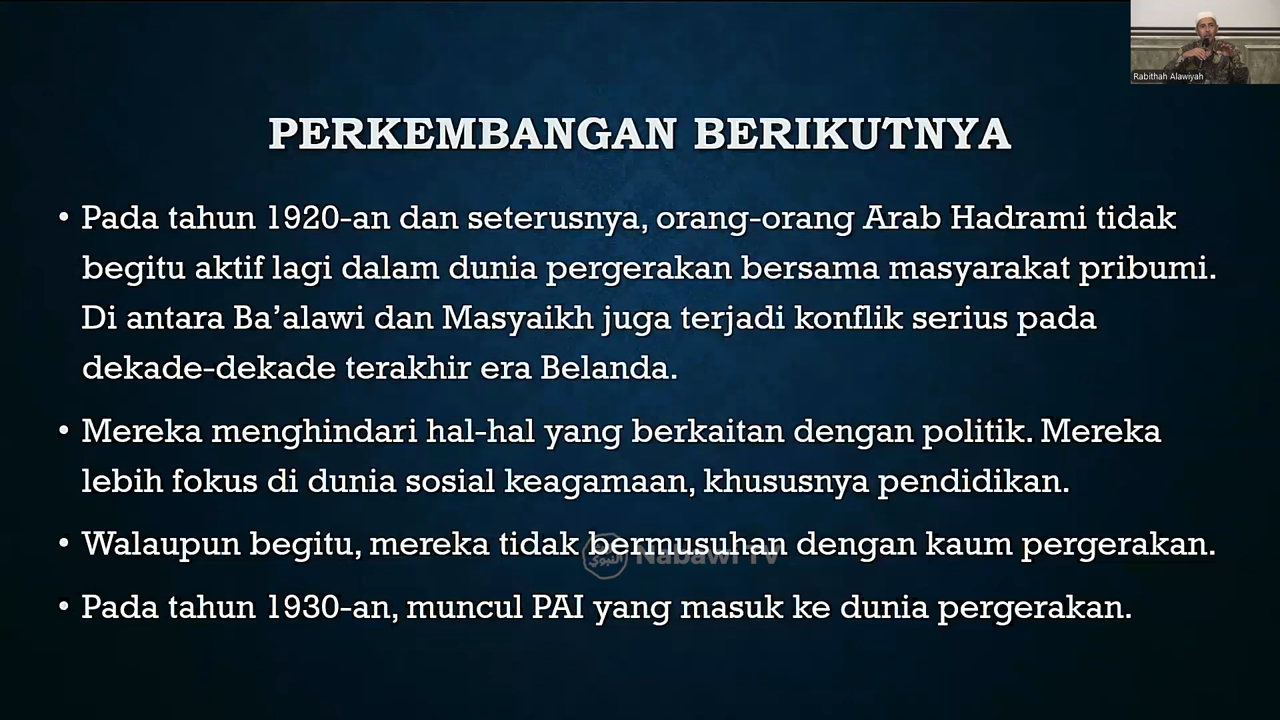 Rabithah Alawiyah
PERKEMBANGAN BERIKUTNYA
• Pada tahun 1920-an dan seterusnya, orang-orang Arab Hadrami tidak
begitu aktif lagi dalam dunia pergerakan bersama masyarakat pribumi.
Di antara Ba’alawi dan Masyaikh juga terjadi konflik serius pada
dekade-dekade terakhir era Belanda.
• Mereka menghindari hal-hal yang berkaitan dengan politik. Mereka
lebih fokus di dunia sosial keagamaan, khususnya pendidikan.
• Walaupun begitu, mereka tidak bermusuhan dengan kaum pergerakan.
النبوي Nabawi TV
• Pada tahun 1930-an, muncul PAI yang masuk ke dunia pergerakan.